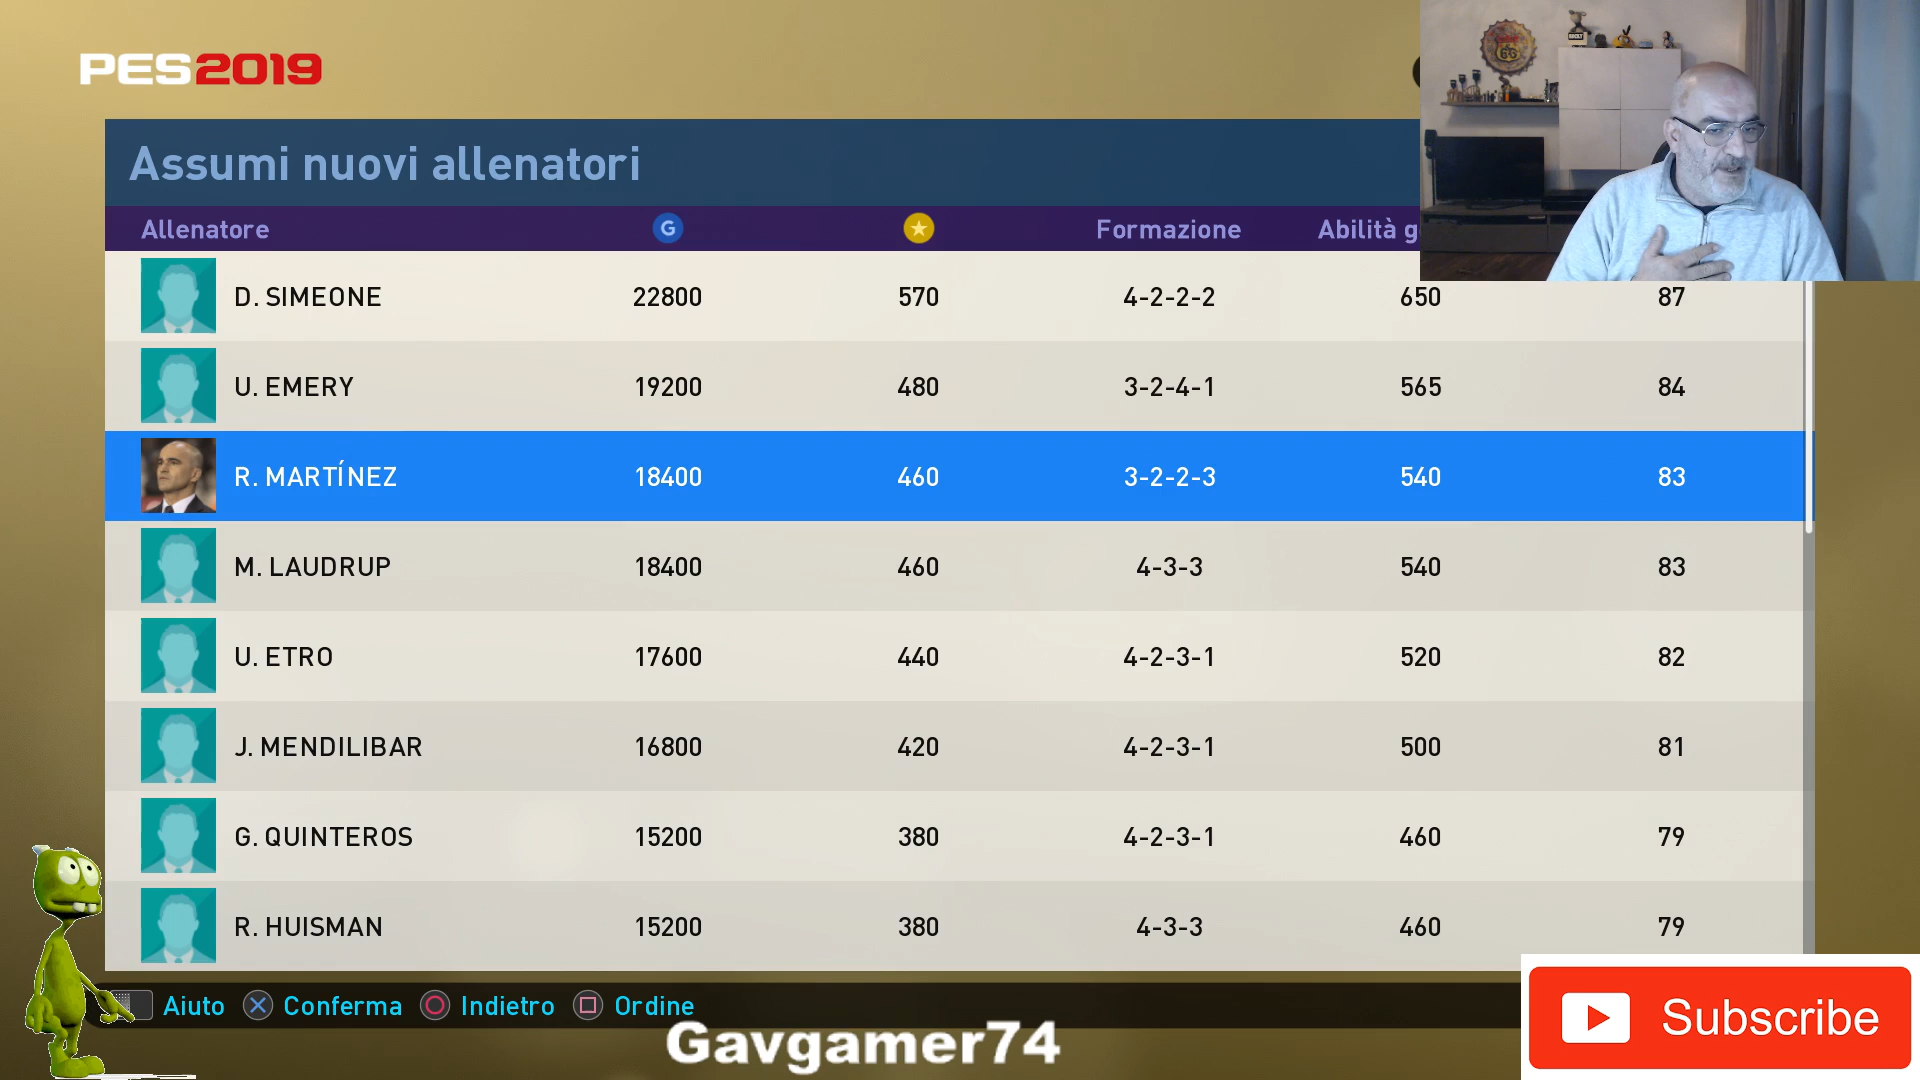 PES2019
Assumi nuovi allenatori
Allenatore G Formazione Abilità g
D. SIMEONE 22800 570 4-2-2-2 650 87
U. EMERY 19200 480 3-2-4-1 565 84
R. MARTÍNEZ 18400 460 3-2-2-3 540 83
M. LAUDRUP 18400 460 4-3-3 540 83
U. ETRO 17600 440 4-2-3-1 520 82
J. MENDILIBAR 16800 420 4-2-3-1 500 81
G. QUINTEROS 15200 380 4-2-3-1 460 79
R. HUISMAN 15200 380 4-3-3 460 79
Aiuto Conferma Indietro Ordine
Gavgamer74
Subscribe